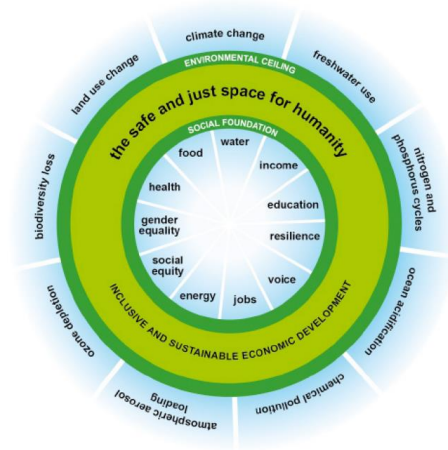 climate change
freshwater use
nitrogen and
phosphorus cycles
ocean acidification
chemical pollution
atmospheric aerosol
loading
ozone depletion
biodiversity loss
land use change
ENVIRONMENTAL CEILING
the safe and just space for humanity
SOCIAL FOUNDATION
water
income
education
resilience
voice
jobs
energy
social
equity
gender
equality
health
food
INCLUSIVE AND SUSTAINABLE ECONOMIC DEVELOPMENT